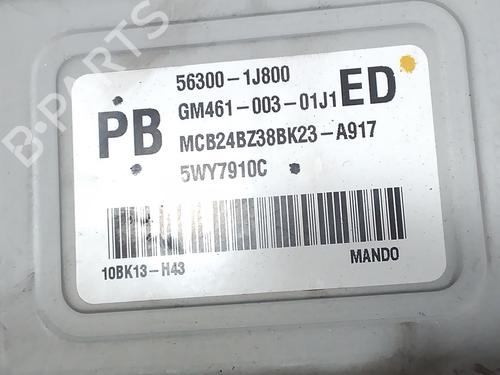 B-PARTS
56300-1J800
PB GM461-003-01J1 ED
MCB24BZ38BK23-A917
5WY7910C
10BK13-H43
MANDO